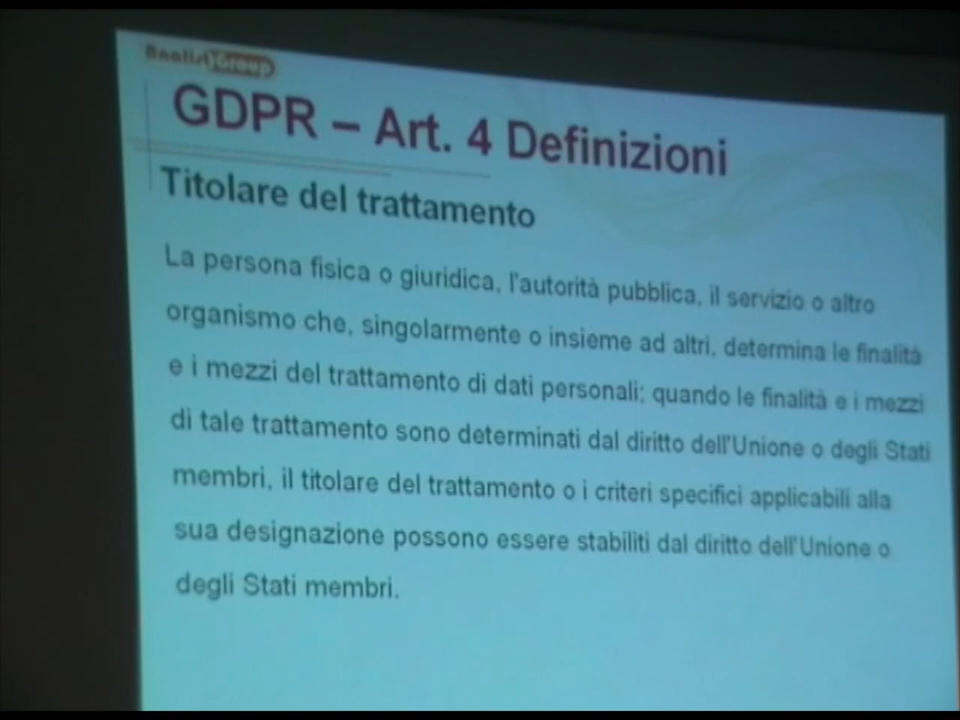 Analist Group
GDPR – Art. 4 Definizioni
Titolare del trattamento
La persona fisica o giuridica, l'autorità pubblica, il servizio o altro
organismo che, singolarmente o insieme ad altri, determina le finalità
e i mezzi del trattamento di dati personali; quando le finalità e i mezzi
di tale trattamento sono determinati dal diritto dell'Unione o degli Stati
membri, il titolare del trattamento o i criteri specifici applicabili alla
sua designazione possono essere stabiliti dal diritto dell'Unione o
degli Stati membri.